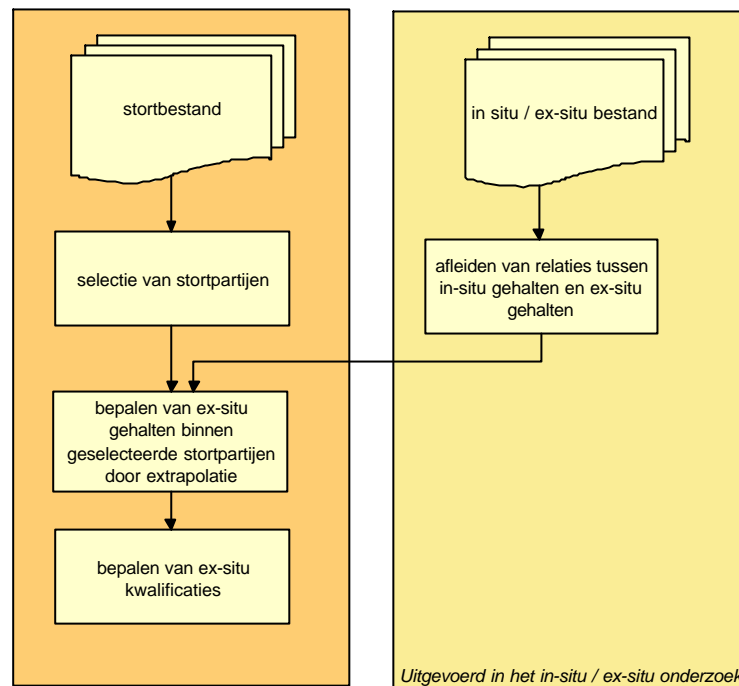 stortbestand
in situ / ex-situ bestand
selectie van stortpartijen
afleiden van relaties tussen
in-situ gehalten en ex-situ
gehalten
bepalen van ex-situ
gehalten binnen
geselecteerde stortpartijen
door extrapolatie
bepalen van ex-situ
kwalificaties
Uitgevoerd in het in-situ / ex-situ onderzoek